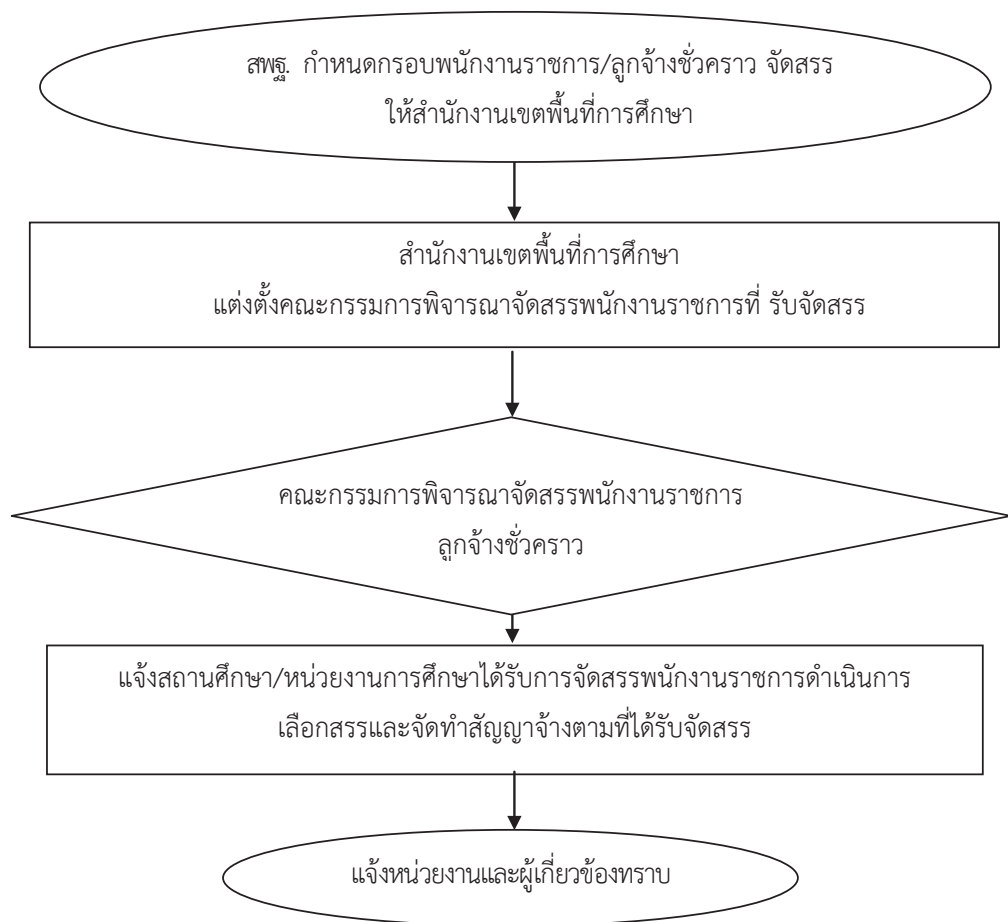 สพฐ. กำหนดกรอบพนักงานราชการ/ลูกจ้างชั่วคราว จัดสรร
ให้สำนักงานเขตพื้นที่การศึกษา
สำนักงานเขตพื้นที่การศึกษา
แต่งตั้งคณะกรรมการพิจารณาจัดสรรพนักงานราชการที่ รับจัดสรร
คณะกรรมการพิจารณาจัดสรรพนักงานราชการ
ลูกจ้างชั่วคราว
แจ้งสถานศึกษา/หน่วยงานการศึกษาได้รับการจัดสรรพนักงานราชการดำเนินการ
เลือกสรรและจัดทำสัญญาจ้างตามที่ได้รับจัดสรร
แจ้งหน่วยงานและผู้เกี่ยวข้องทราบ